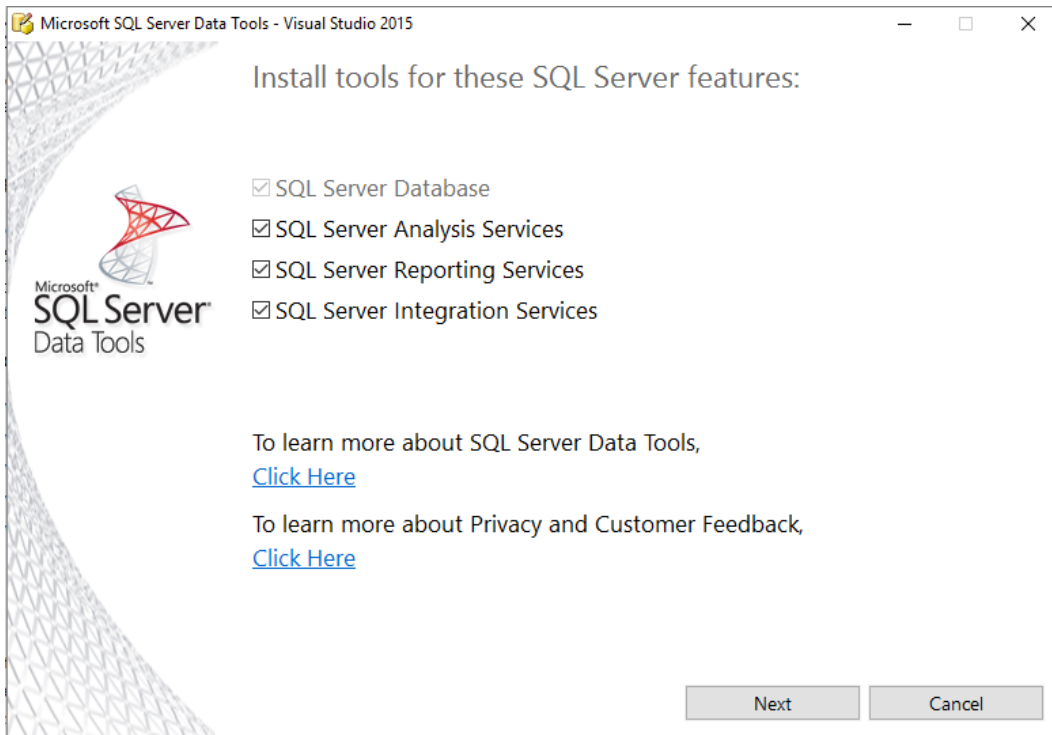 Microsoft SQL Server Data Tools - Visual Studio 2015
Install tools for these SQL Server features:
SQL Server Database
SQL Server Analysis Services
SQL Server Reporting Services
SQL Server Integration Services
Microsoft®
SQL Server®
Data Tools
To learn more about SQL Server Data Tools,
Click Here
To learn more about Privacy and Customer Feedback,
Click Here
Next
Cancel